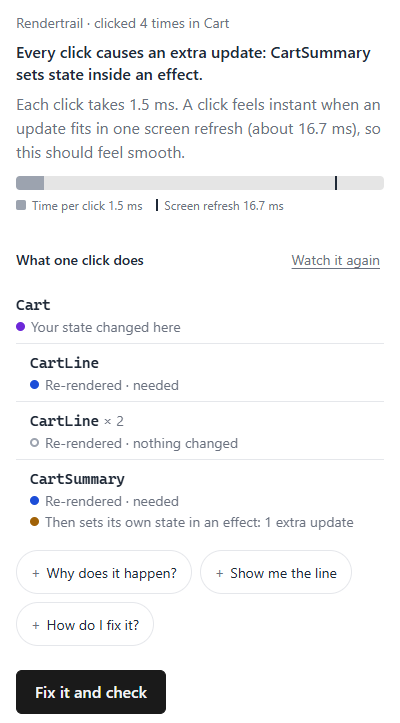 Rendertrail · clicked 4 times in Cart
Every click causes an extra update: CartSummary
sets state inside an effect.
Each click takes 1.5 ms. A click feels instant when an
update fits in one screen refresh (about 16.7 ms), so
this should feel smooth.
Time per click 1.5 ms Screen refresh 16.7 ms
What one click does Watch it again
Cart
Your state changed here
CartLine
Re-rendered · needed
CartLine × 2
Re-rendered · nothing changed
CartSummary
Re-rendered · needed
Then sets its own state in an effect: 1 extra update
+ Why does it happen? + Show me the line
+ How do I fix it?
Fix it and check